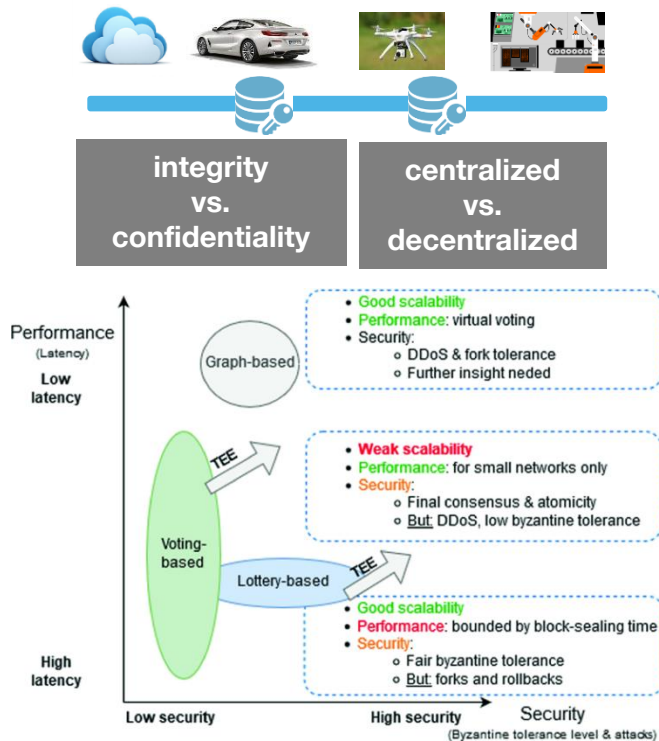 integrity
vs.
confidentiality
centralized
vs.
decentralized
Performance
(Latency)
Low
latency
High
latency
Graph-based
Voting-
based
Lottery-based
TEE
TEE
• Good scalability
• Performance: virtual voting
• Security:
o DDoS & fork tolerance
o Further insight needed
• Weak scalability
• Performance: for small networks only
• Security:
o Final consensus & atomicity
o But: DDoS, low byzantine tolerance
• Good scalability
• Performance: bounded by block-sealing time
• Security:
o Fair byzantine tolerance
o But: forks and rollbacks
Low security
High security
Security
(Byzantine tolerance level & attacks)